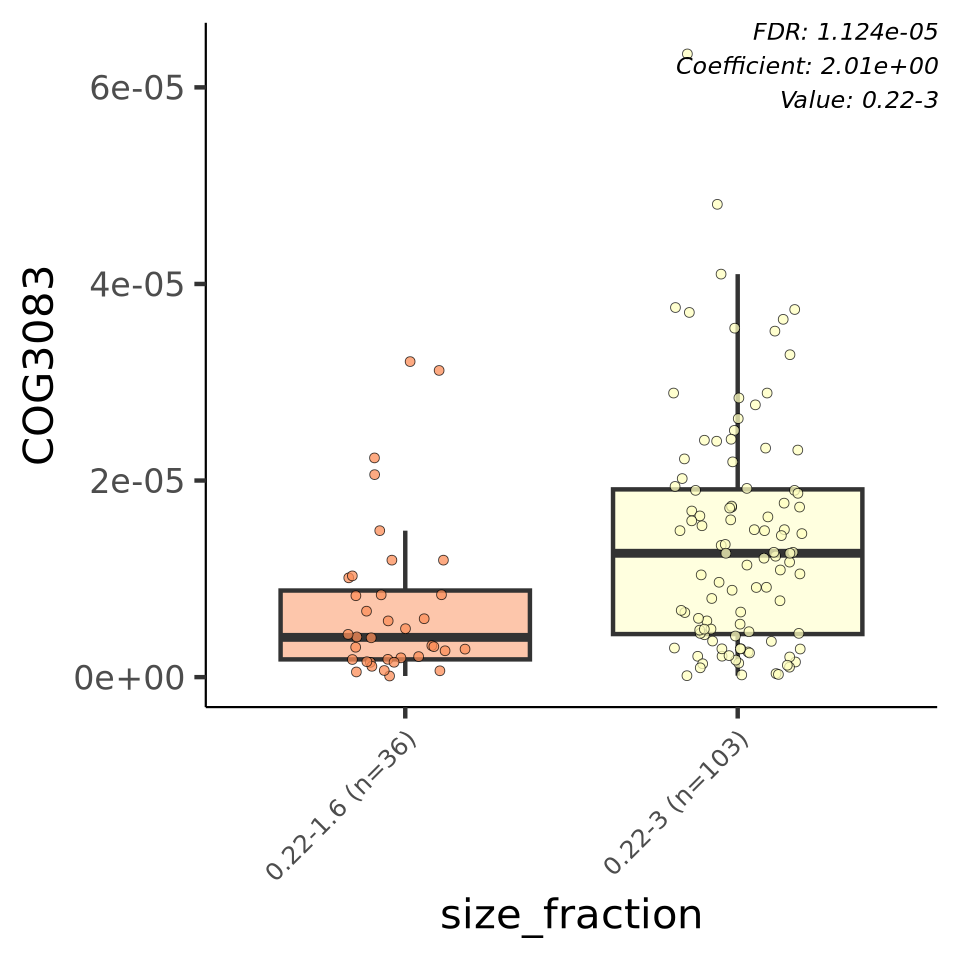 FDR: 1.124e-05
Coefficient: 2.01e+00
Value: 0.22-3
6e-05
4e-05
2e-05
0e+00
COG3083
0.22-1.6 (n=36)
0.22-3 (n=103)
size_fraction